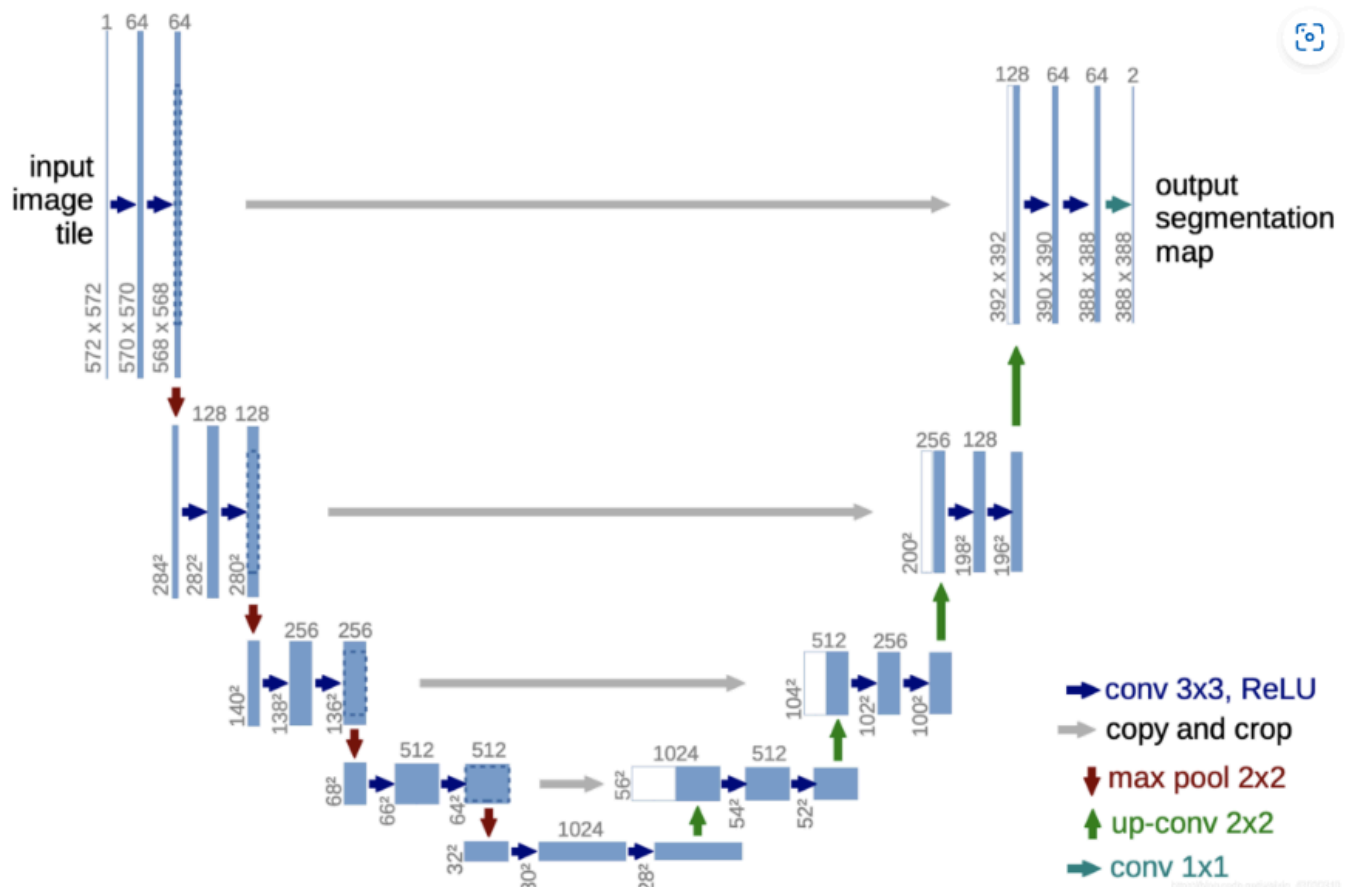 1 64 64
input
image
tile
572 x 572
570 x 570
568 x 568
128 64 64 2
392 x 392
390 x 390
388 x 388
388 x 388
output
segmentation
map
128 128
284²
282²
280²
256 128
200²
198²
196²
256 256
140²
138²
136²
512 256
104²
102²
100²
512 512
68²
66²
64²
1024 512
56²
54²
52²
1024
32²
30²
28²
conv 3x3, ReLU
copy and crop
max pool 2x2
up-conv 2x2
conv 1x1